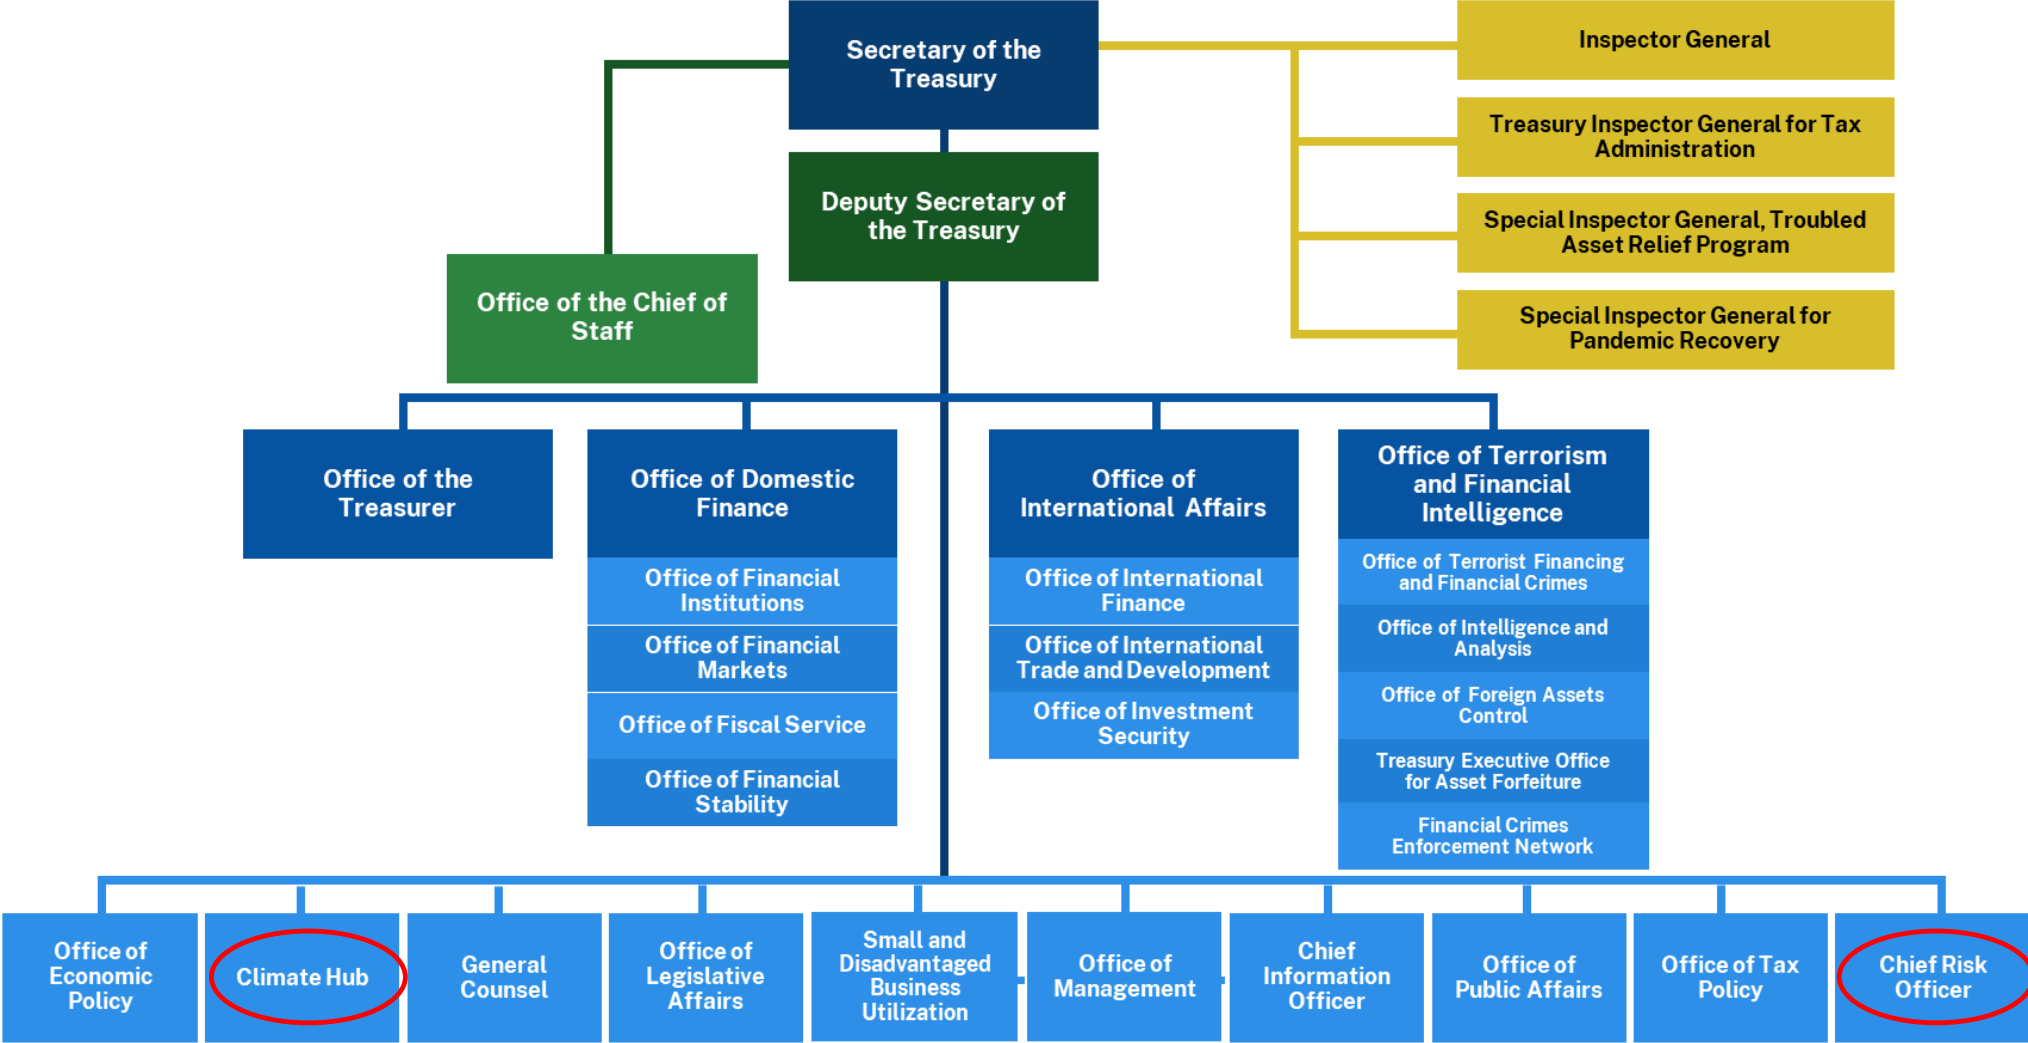 Secretary of the
Treasury
Inspector General
Treasury Inspector General for Tax
Administration
Deputy Secretary of
the Treasury
Special Inspector General, Troubled
Asset Relief Program
Office of the Chief of
Staff
Special Inspector General for
Pandemic Recovery
Office of the
Treasurer
Office of Domestic
Finance
Office of Financial
Institutions
Office of Financial
Markets
Office of Fiscal Service
Office of Financial
Stability
Office of
International Affairs
Office of International
Finance
Office of International
Trade and Development
Office of Investment
Security
Office of Terrorism
and Financial
Intelligence
Office of Terrorist Financing
and Financial Crimes
Office of Intelligence and
Analysis
Office of Foreign Assets
Control
Treasury Executive Office
for Asset Forfeiture
Financial Crimes
Enforcement Network
Office of
Economic
Policy
Climate Hub
General
Counsel
Office of
Legislative
Affairs
Small and
Disadvantaged
Business
Utilization
Office of
Management
Chief
Information
Officer
Office of
Public Affairs
Office of Tax
Policy
Chief Risk
Officer